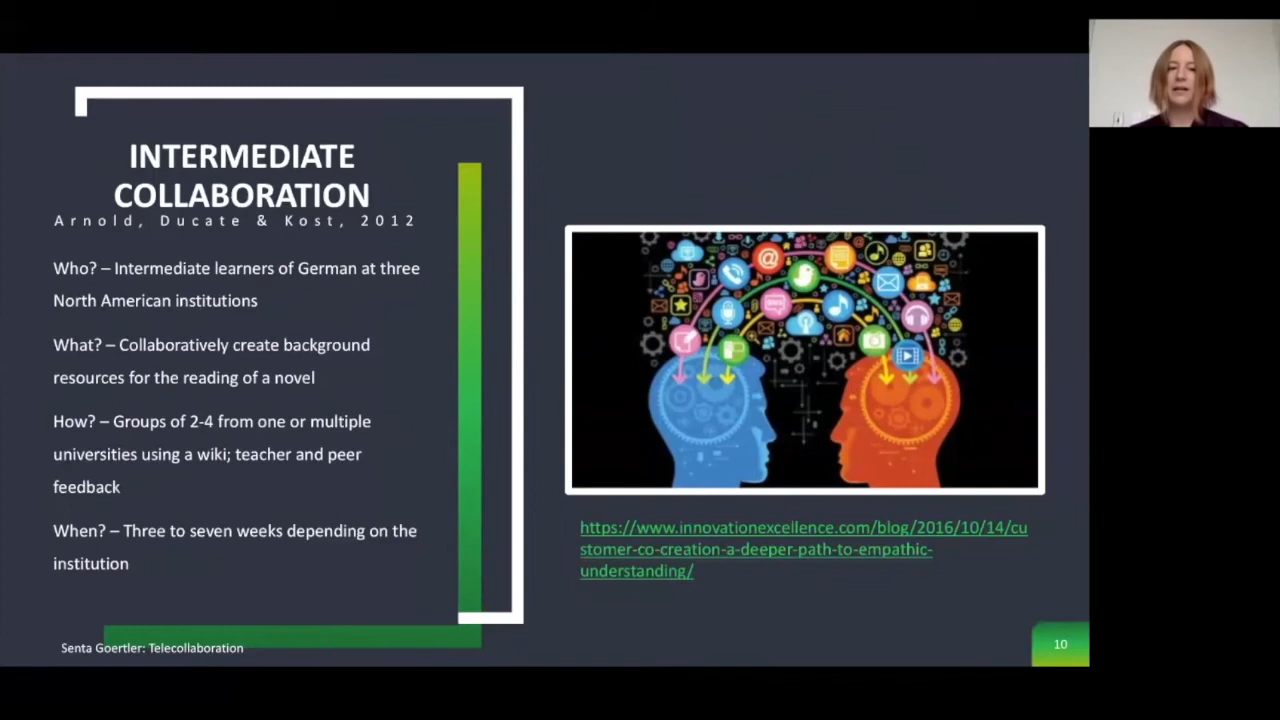 INTERMEDIATE
COLLABORATION
Arnold, Ducate & Kost, 2012
Who? – Intermediate learners of German at three
North American institutions
What? – Collaboratively create background
resources for the reading of a novel
How? – Groups of 2-4 from one or multiple
universities using a wiki; teacher and peer
feedback
When? – Three to seven weeks depending on the
institution
https://www.innovationexcellence.com/blog/2016/10/14/cu
stomer-co-creation-a-deeper-path-to-empathic-
understanding/
Senta Goertler: Telecollaboration
10